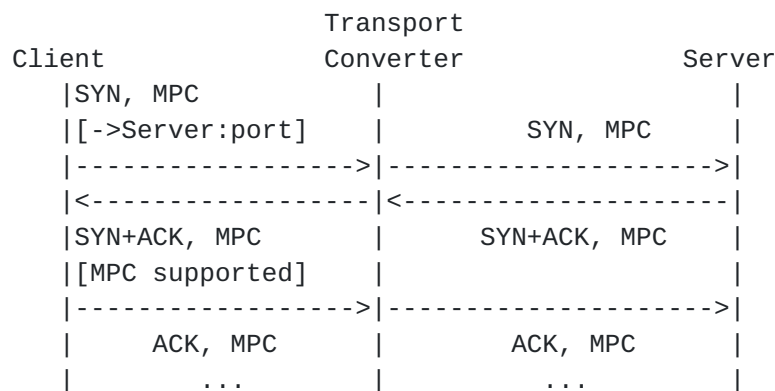 Transport
Client              Converter              Server
   |SYN, MPC           |                      |
   |[->Server:port]    |         SYN, MPC     |
   |------------------>|--------------------->|
   |<------------------|<---------------------|
   |SYN+ACK, MPC       |      SYN+ACK, MPC    |
   |[MPC supported]    |                      |
   |------------------>|--------------------->|
   |     ACK, MPC      |        ACK, MPC      |
   |        ...        |          ...         |